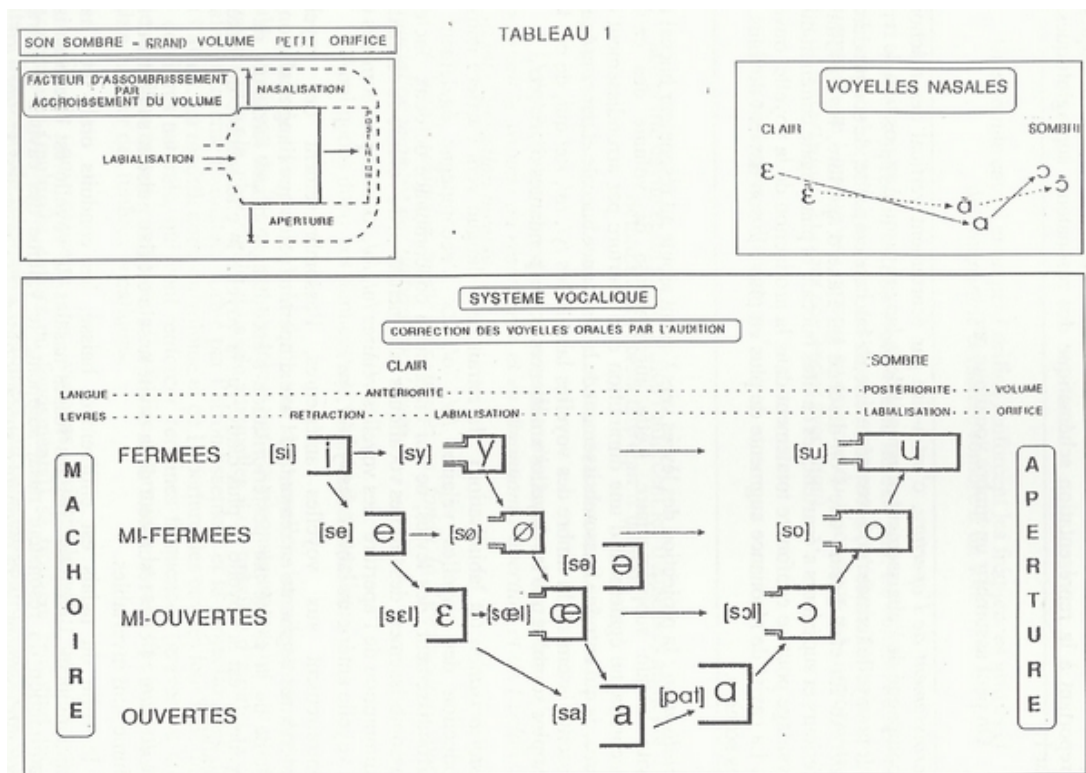 TABLEAU 1
SON SOMBRE - GRAND VOLUME PETIT ORIFICE
FACTEUR D'ASSOMBRISSEMENT
PAR
ACCROISSEMENT DU VOLUME
NASALISATION
LABIALISATION
APERTURE
VOYELLES NASALES
CLAIR
SOMBRE
ɛ ɛ̃ ɑ̃ ɑ ɔ ɔ̃
SYSTEME VOCALIQUE
CORRECTION DES VOYELLES ORALES PAR L'AUDITION
CLAIR SOMBRE
LANGUE ANTERIORITE POSTERIORITE VOLUME
LEVRES RETRACTION LABIALISATION LABIALISATION ORIFICE
MACHOIRE
FERMEES [si] i [sy] y [su] u
MI-FERMEES [se] e [sø] ø [so] o
[sə] ə
MI-OUVERTES [sɛl] ɛ [sœl] œ [sɔl] ɔ
OUVERTES [sa] a [pɑt] ɑ
APERTURE